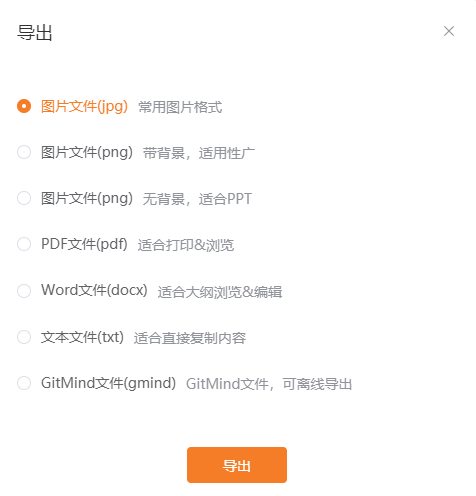 导出
图片文件(jpg) 常用图片格式
图片文件(png) 带背景，适用性广
图片文件(png) 无背景，适合PPT
PDF文件(pdf) 适合打印&浏览
Word文件(docx) 适合大纲浏览&编辑
文本文件(txt) 适合直接复制内容
GitMind文件(gmind) GitMind文件，可离线导出
导出